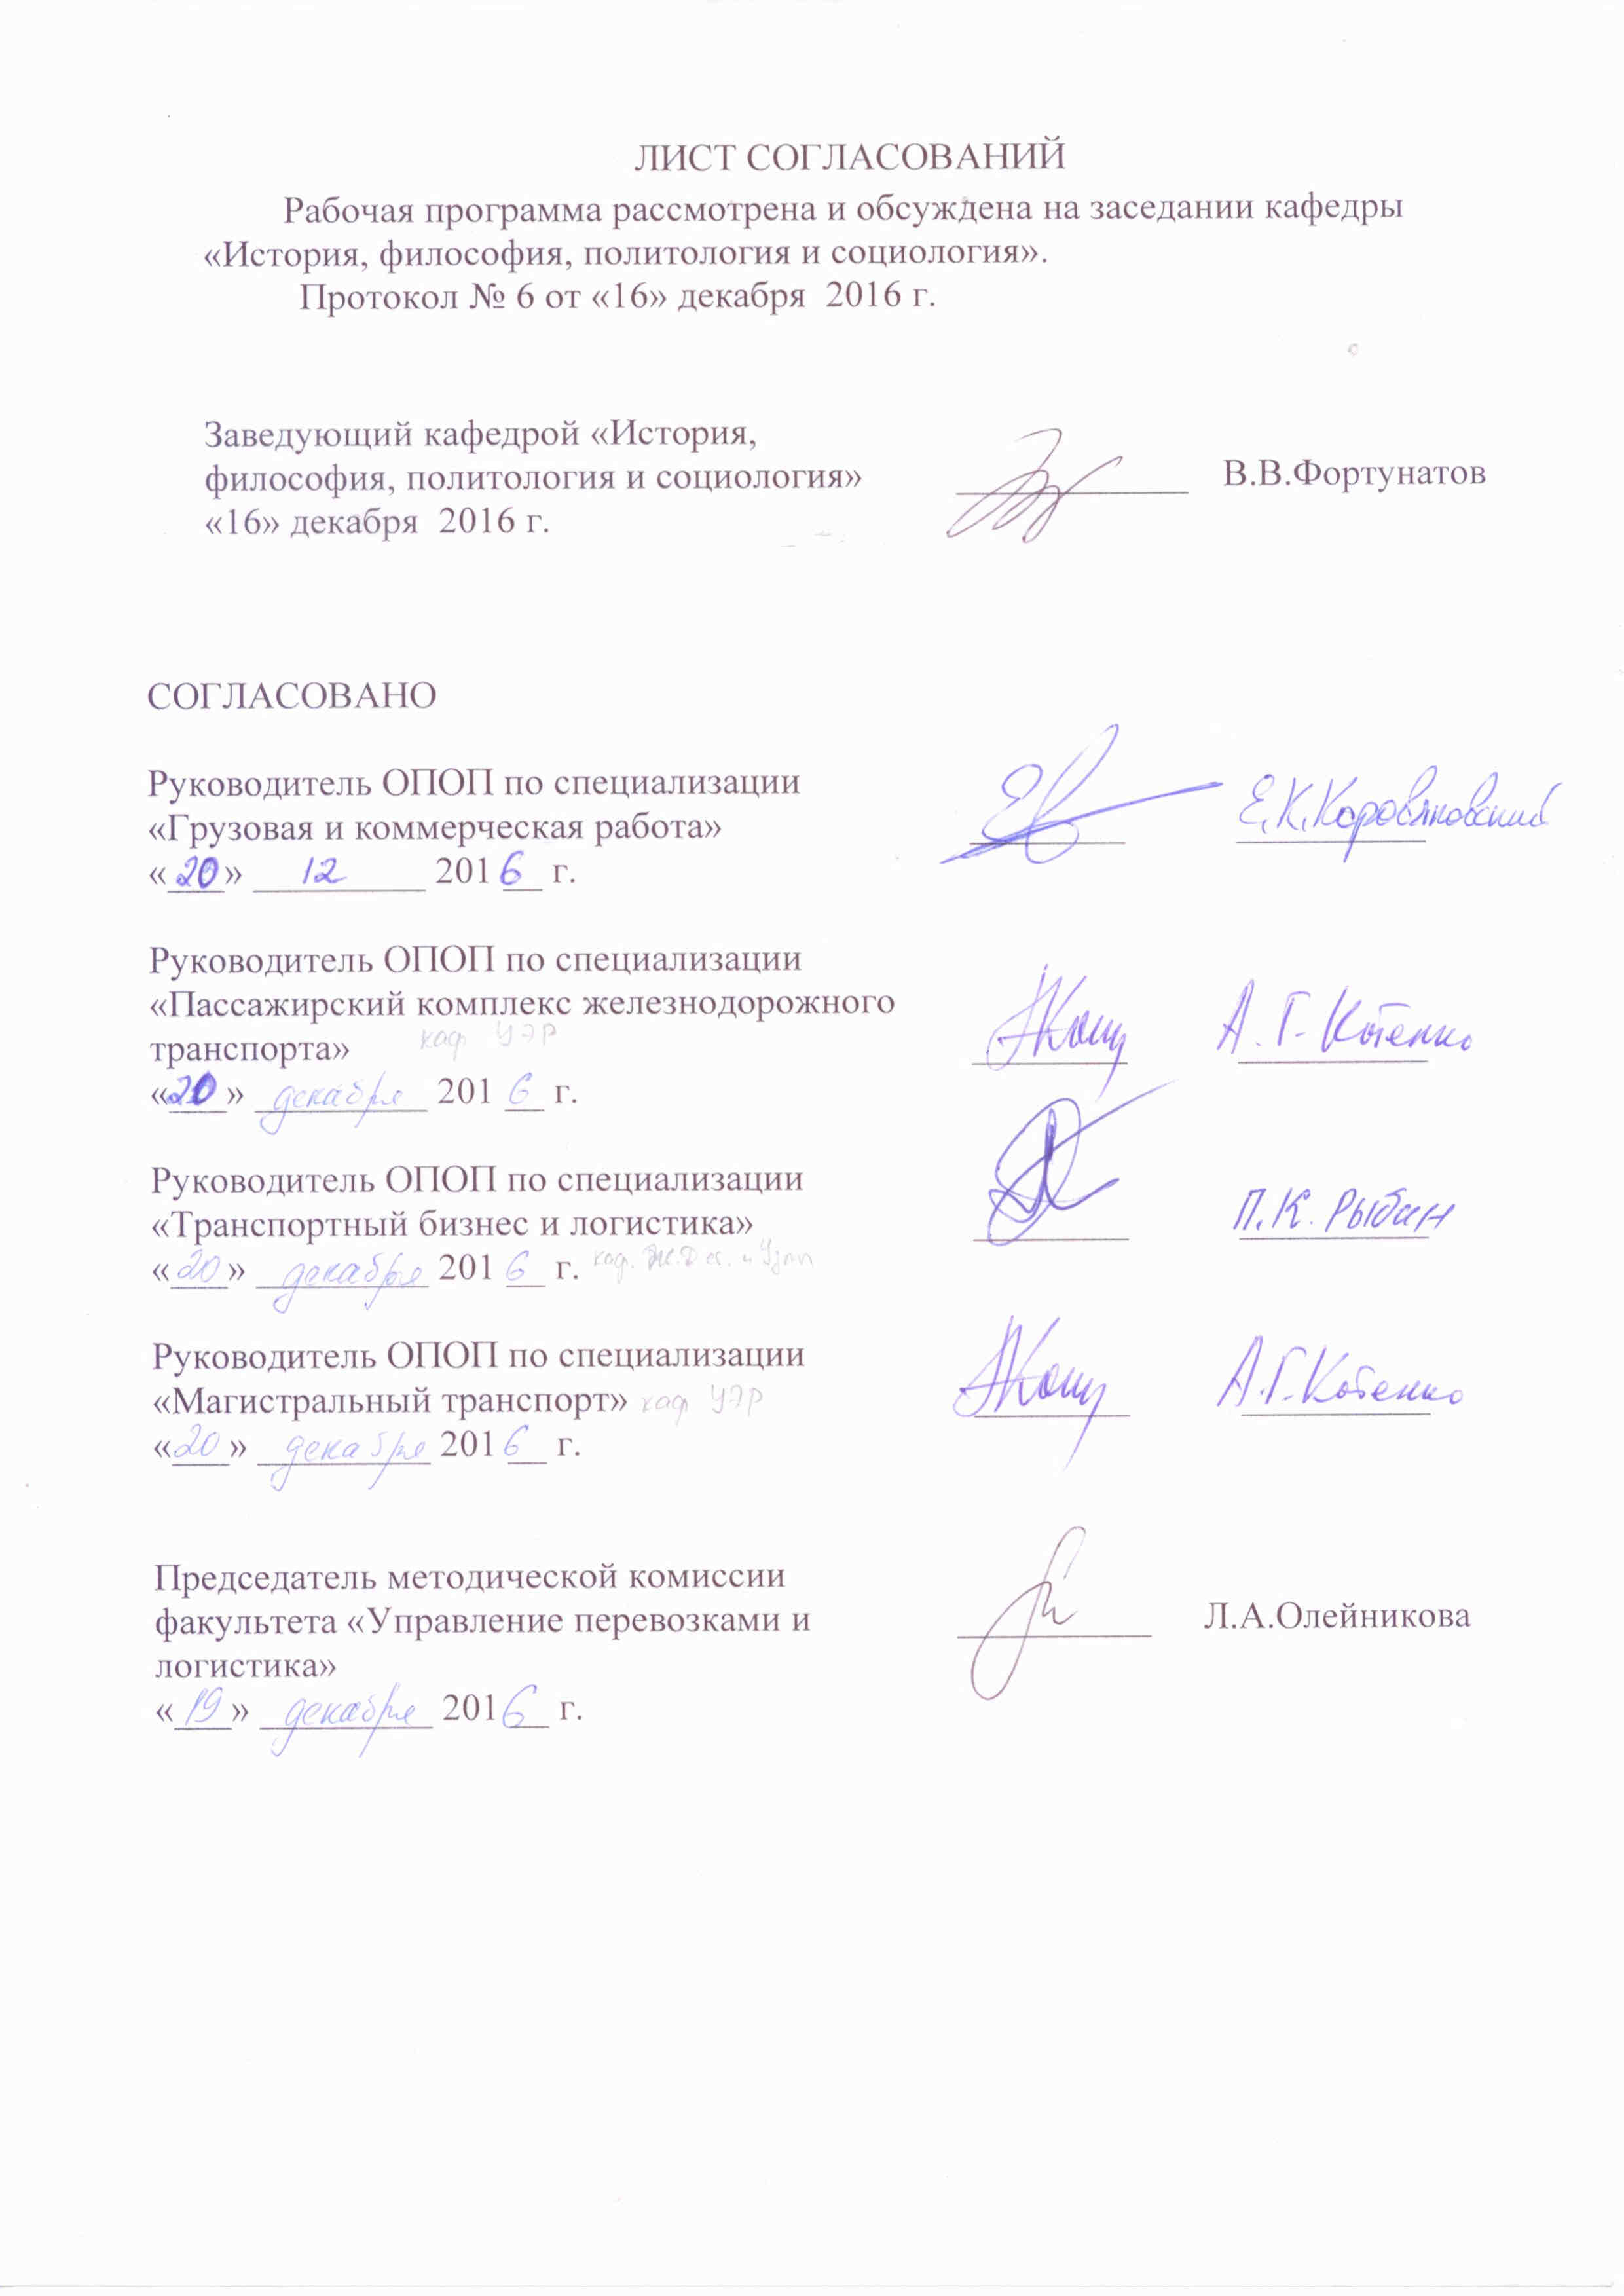 ЛИСТ СОГЛАСОВАНИЙ
Рабочая программа рассмотрена и обсуждена на заседании кафедры
«История, философия, политология и социология».
Протокол № 6 от «16» декабря 2016 г.
Заведующий кафедрой «История,
философия, политология и социология» В.В.Фортунатов
«16» декабря 2016 г.
СОГЛАСОВАНО
Руководитель ОПОП по специализации
«Грузовая и коммерческая работа» Е.К.Коровяковский
«20» 12 2016 г.
Руководитель ОПОП по специализации
«Пассажирский комплекс железнодорожного
транспорта» каф УЭР А.Г. Котенко
«20» декабря 2016 г.
Руководитель ОПОП по специализации
«Транспортный бизнес и логистика» П.К. Рыбин
«20» декабря 2016 г. каф.
Руководитель ОПОП по специализации
«Магистральный транспорт» каф УЭР А.Г.Котенко
«20» декабря 2016 г.
Председатель методической комиссии
факультета «Управление перевозками и Л.А.Олейникова
логистика»
«19» декабря 2016 г.